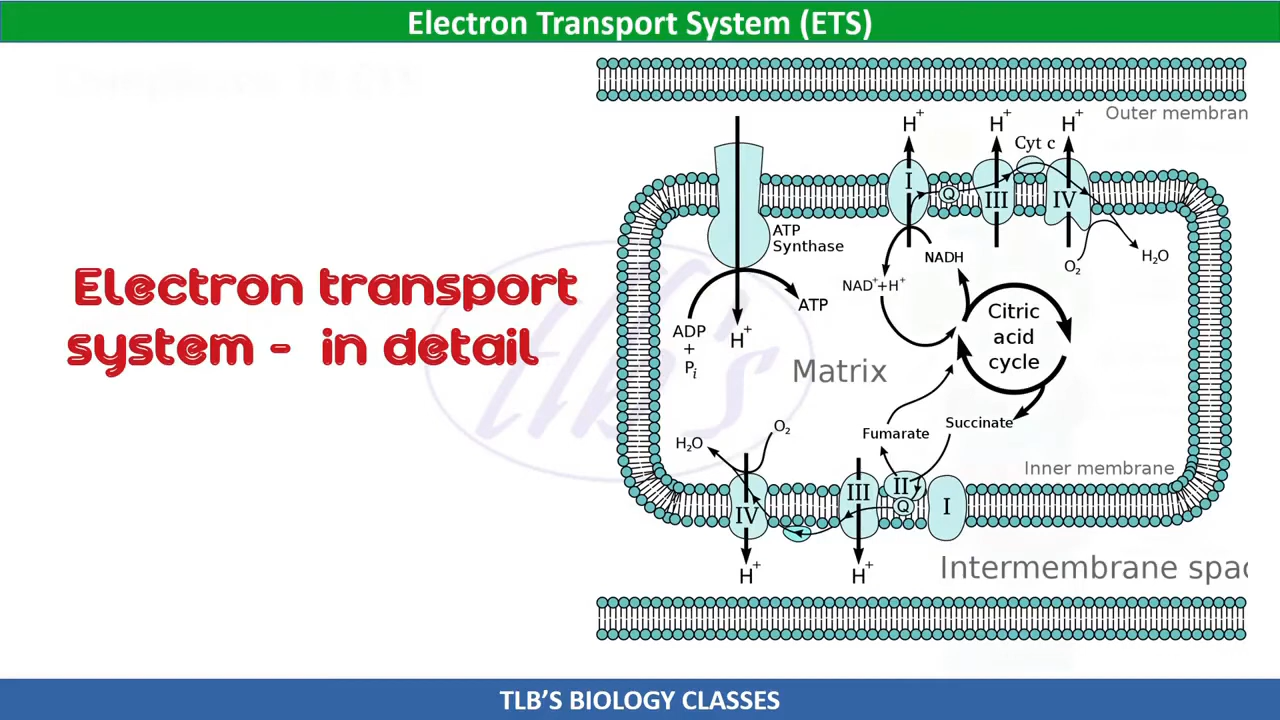 Electron Transport System (ETS)
Electron transport
system - in detail
Outer membran
H+
H+
H+
Cyt c
I
Q
III
IV
ATP
Synthase
NADH
O2
H2O
NAD++H+
ATP
ADP
+
Pi
H+
Citric
acid
cycle
Matrix
tlb's
Succinate
Fumarate
H2O
O2
Inner membrane
IV
III
II
Q
I
H+
H+
Intermembrane spac
TLB'S BIOLOGY CLASSES